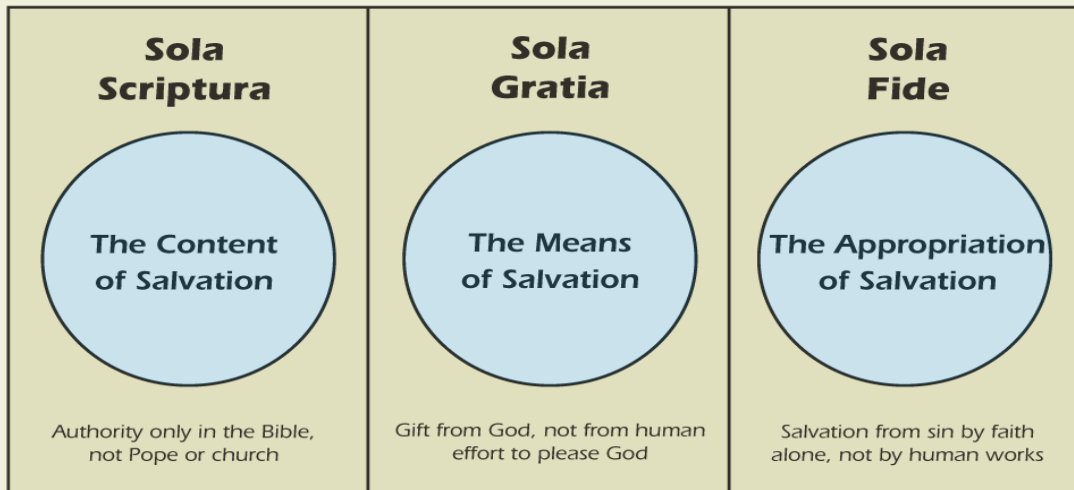 Sola
Scriptura
The Content
of Salvation
Authority only in the Bible,
not Pope or church
Sola
Gratia
The Means
of Salvation
Gift from God, not from human
effort to please God
Sola
Fide
The Appropriation
of Salvation
Salvation from sin by faith
alone, not by human works